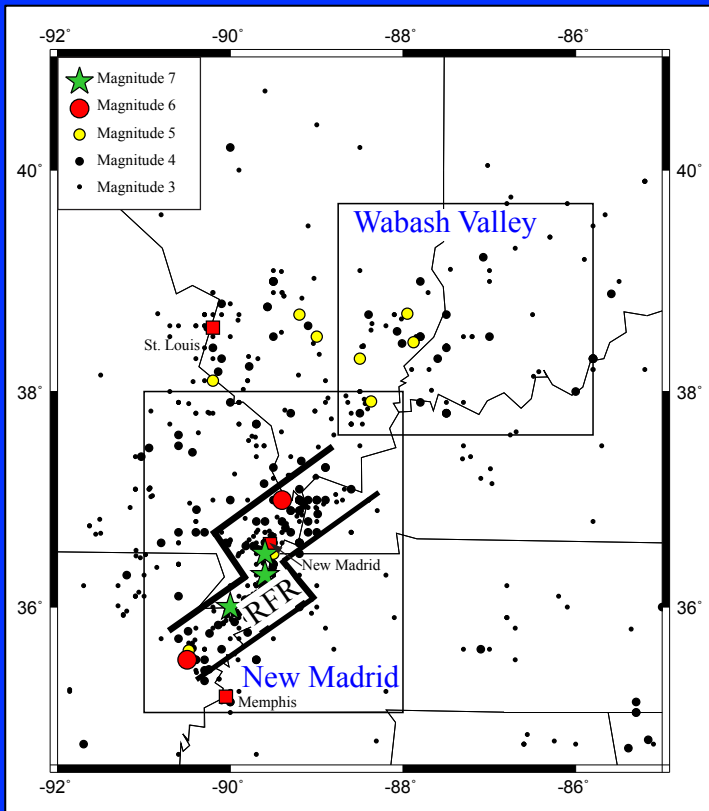 -92 -90 -88 -86
Magnitude 7
Magnitude 6
Magnitude 5
Magnitude 4
Magnitude 3
40˚ 40˚
Wabash Valley
St. Louis
38˚ 38˚
New Madrid
36˚ 36˚
RFR
New Madrid
Memphis
-92 -90 -88 -86